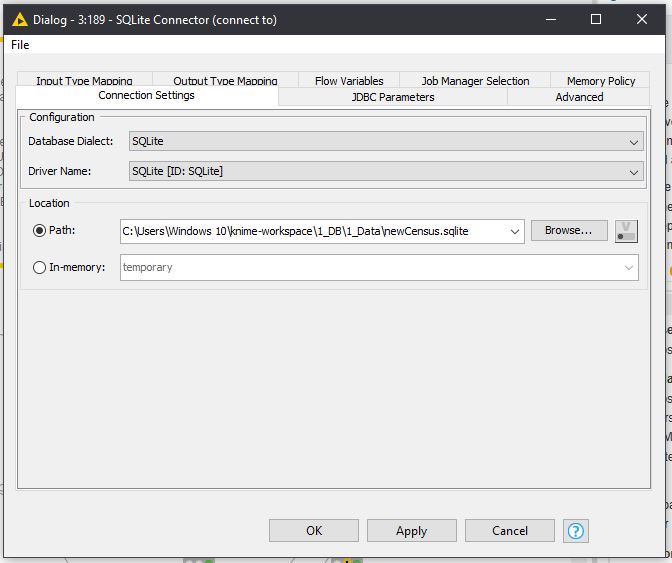 Dialog - 3:189 - SQLite Connector (connect to)
File
Input Type Mapping Output Type Mapping Flow Variables Job Manager Selection Memory Policy
Connection Settings JDBC Parameters Advanced
Configuration
Database Dialect: SQLite
Driver Name: SQLite [ID: SQLite]
Location
Path: C:\Users\Windows 10\knime-workspace\1_DB\1_Data\newCensus.sqlite Browse... V
In-memory: temporary
OK Apply Cancel ?